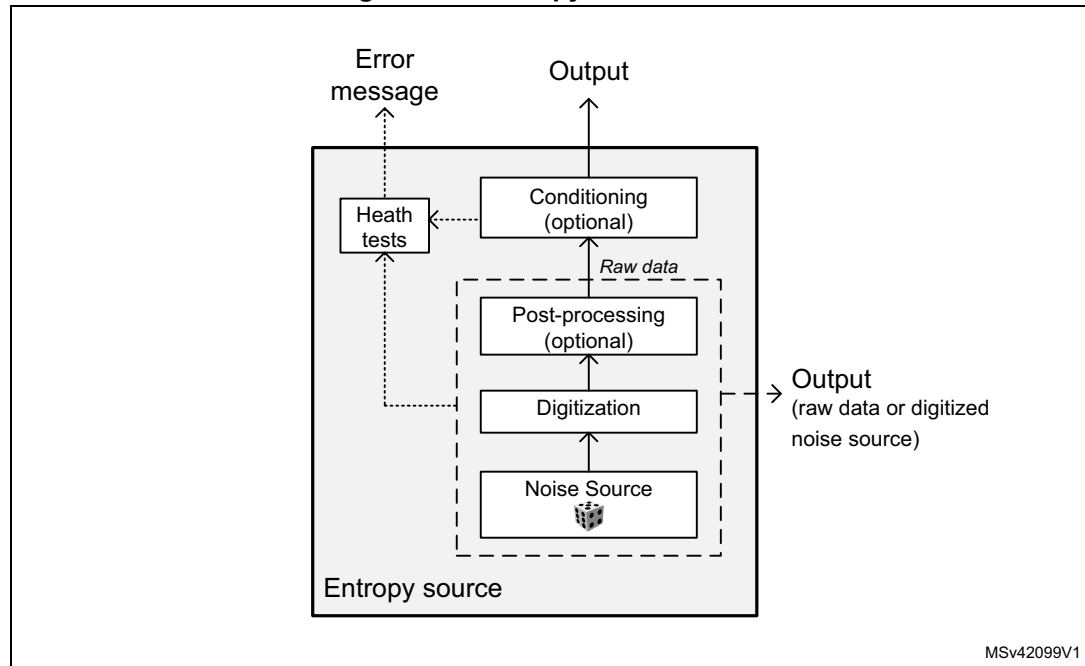 Error
message
Output
Conditioning
(optional)
Heath
tests
Raw data
Post-processing
(optional)
Digitization
Output
(raw data or digitized
noise source)
Noise Source
Entropy source
MSv42099V1